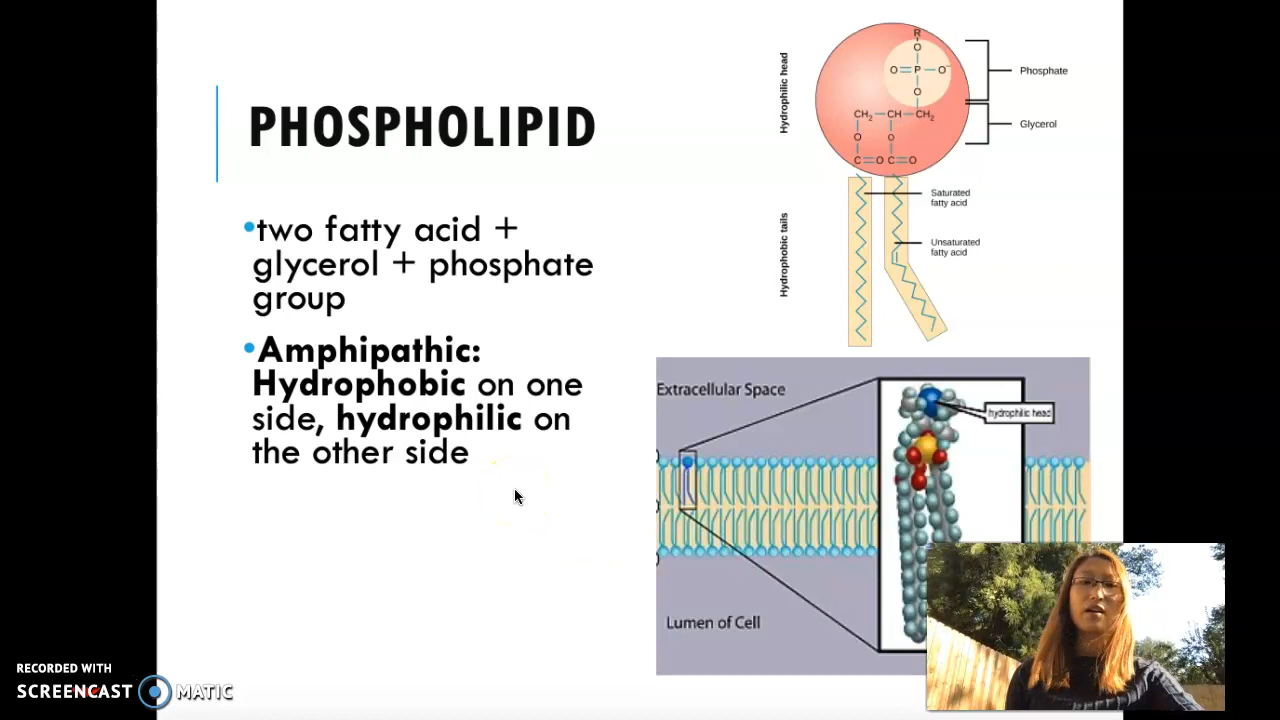 PHOSPHOLIPID
•two fatty acid +
glycerol + phosphate
group
•Amphipathic:
Hydrophobic on one
side, hydrophilic on
the other side
Hydrophilic head
Hydrophobic tails
R
O
O=P-O⁻
O
CH₂-CH-CH₂
O O
C=O C=O
Phosphate
Glycerol
Saturated
fatty acid
Unsaturated
fatty acid
Extracellular Space
hydrophilic head
Lumen of Cell
RECORDED WITH
SCREENCAST MATIC